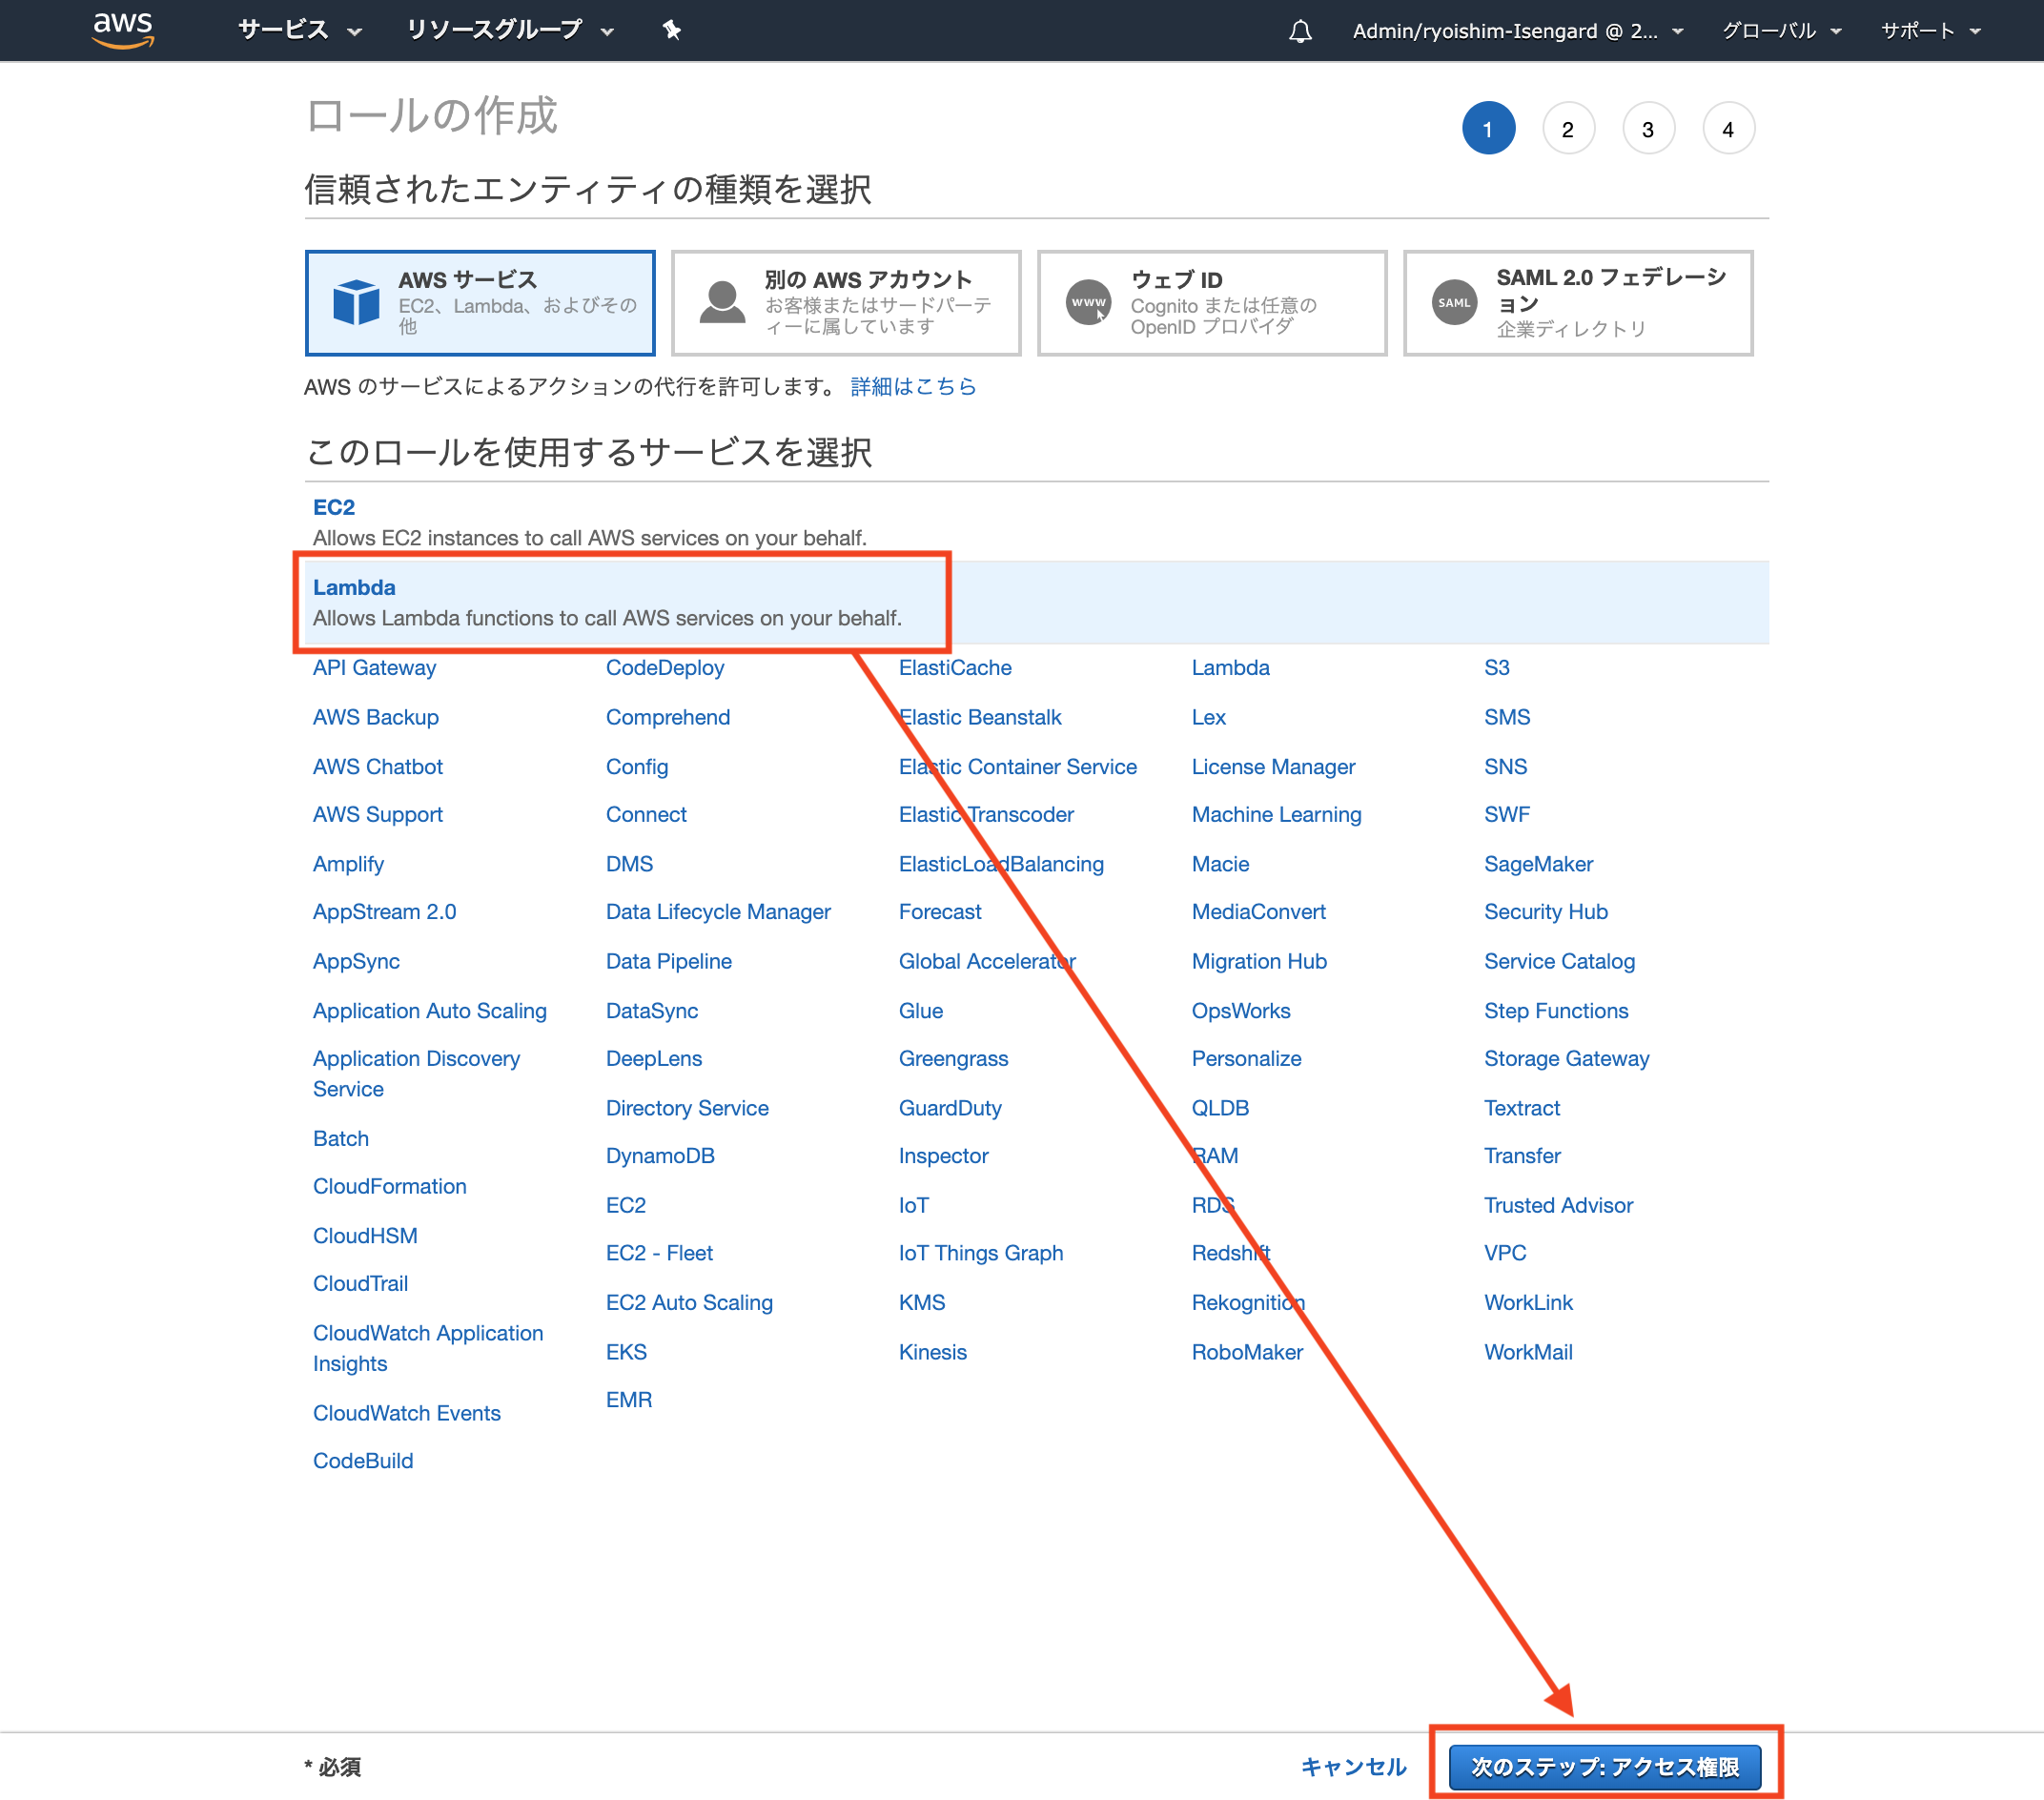 aws
サービス
リソースグループ
Admin/ryoishim-Isengard @ 2...
グローバル
サポート
ロールの作成
1
2
3
4
信頼されたエンティティの種類を選択
AWS サービス
EC2、Lambda、およびその
他
別の AWS アカウント
お客様またはサードパーテ
ィーに属しています
WWW
ウェブ ID
Cognito または任意の
OpenID プロバイダ
SAML
SAML 2.0 フェデレーシ
ョン
企業ディレクトリ
AWS のサービスによるアクションの代行を許可します。 詳細はこちら
このロールを使用するサービスを選択
EC2
Allows EC2 instances to call AWS services on your behalf.
Lambda
Allows Lambda functions to call AWS services on your behalf.
API Gateway
AWS Backup
AWS Chatbot
AWS Support
Amplify
AppStream 2.0
AppSync
Application Auto Scaling
Application Discovery
Service
Batch
CloudFormation
CloudHSM
CloudTrail
CloudWatch Application
Insights
CloudWatch Events
CodeBuild
CodeDeploy
Comprehend
Config
Connect
DMS
Data Lifecycle Manager
Data Pipeline
DataSync
DeepLens
Directory Service
DynamoDB
EC2
EC2 - Fleet
EC2 Auto Scaling
EKS
EMR
ElastiCache
Elastic Beanstalk
Elastic Container Service
Elastic Transcoder
ElasticLoadBalancing
Forecast
Global Accelerator
Glue
Greengrass
GuardDuty
Inspector
IoT
IoT Things Graph
KMS
Kinesis
Lambda
Lex
License Manager
Machine Learning
Macie
MediaConvert
Migration Hub
OpsWorks
Personalize
QLDB
RAM
RDS
Redshift
Rekognition
RoboMaker
S3
SMS
SNS
SWF
SageMaker
Security Hub
Service Catalog
Step Functions
Storage Gateway
Textract
Transfer
Trusted Advisor
VPC
WorkLink
WorkMail
* 必須
キャンセル
次のステップ: アクセス権限